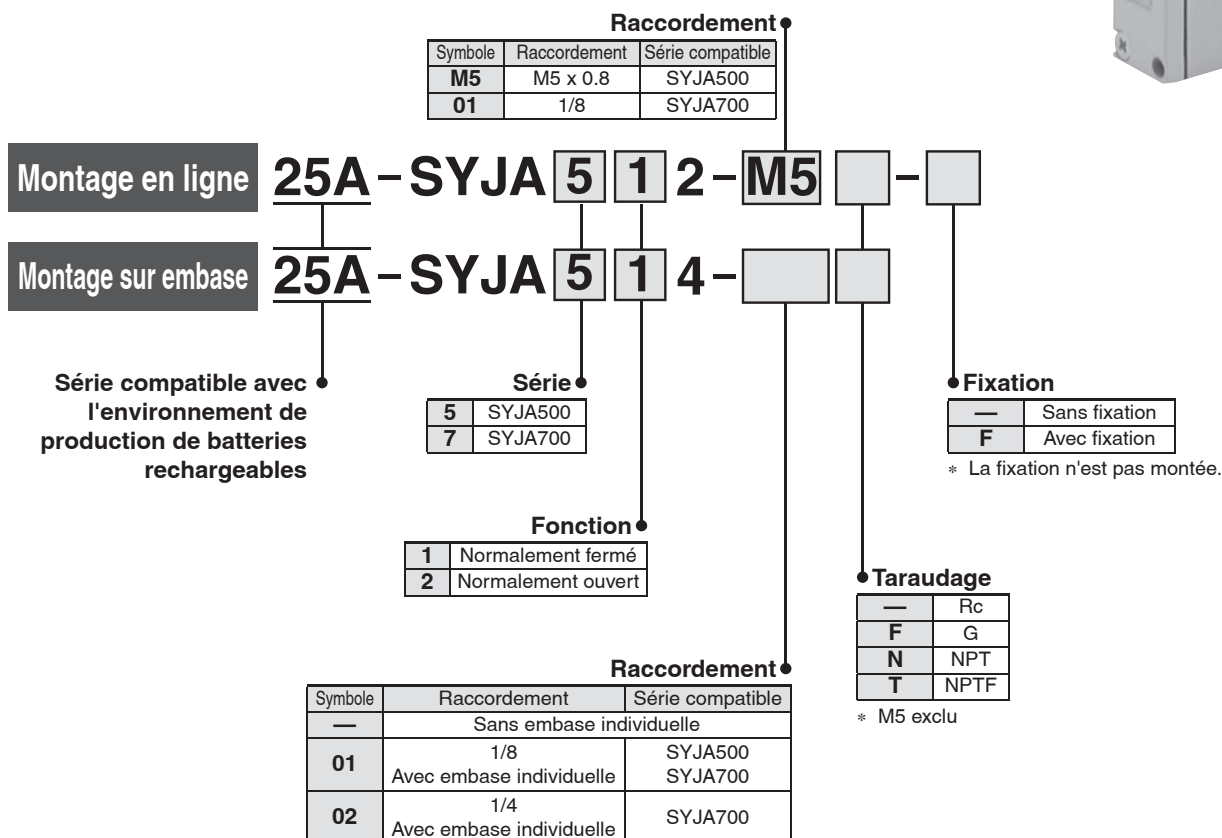 Raccordement
Symbole Raccordement Série compatible
M5 M5 x 0.8 SYJA500
01 1/8 SYJA700
Montage en ligne 25A-SYJA 5 1 2-M5 -
Montage sur embase 25A-SYJA 5 1 4-
Série compatible avec
l'environnement de
production de batteries
rechargeables
Série
5 SYJA500
7 SYJA700
Fixation
— Sans fixation
F Avec fixation
* La fixation n'est pas montée.
Fonction
1 Normalement fermé
2 Normalement ouvert
Taraudage
— Rc
F G
N NPT
T NPTF
* M5 exclu
Raccordement
Symbole Raccordement Série compatible
— Sans embase individuelle
01 1/8 SYJA500
Avec embase individuelle SYJA700
02 1/4 SYJA700
Avec embase individuelle